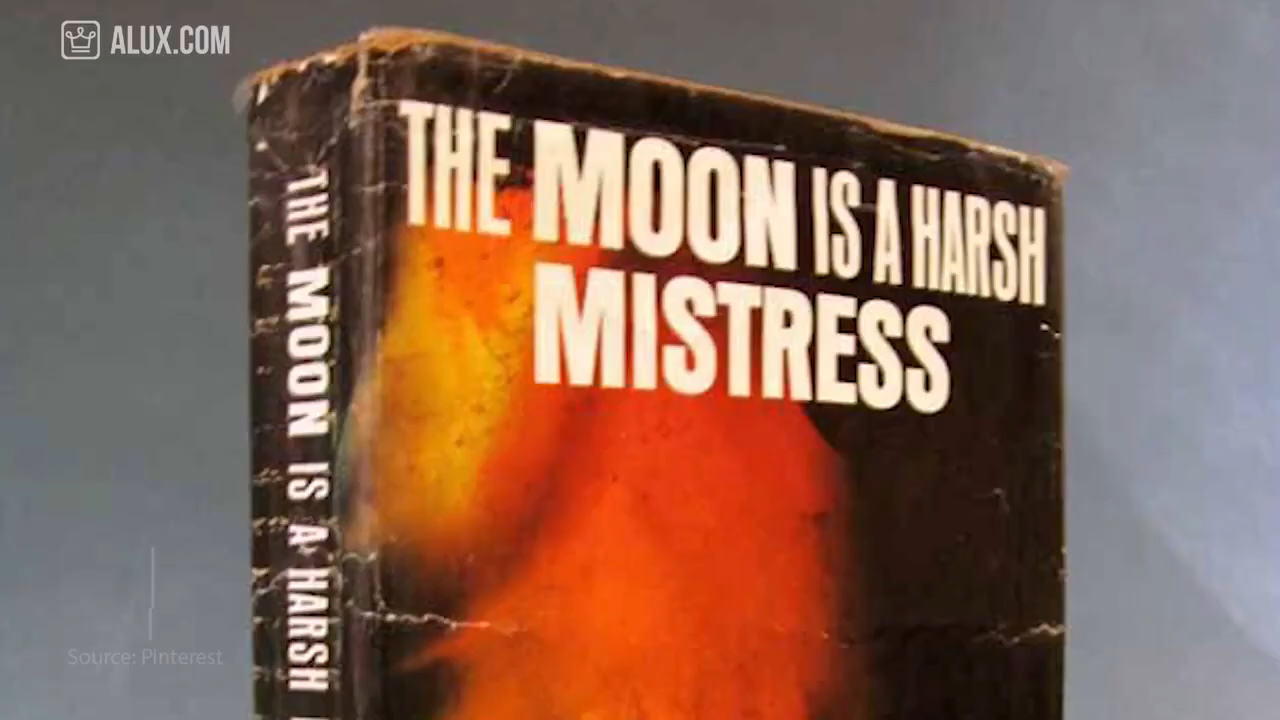 ALUX.COM
THE MOON IS A HARSH
MISTRESS
THE MOON IS A HARSH
Source: Pinterest